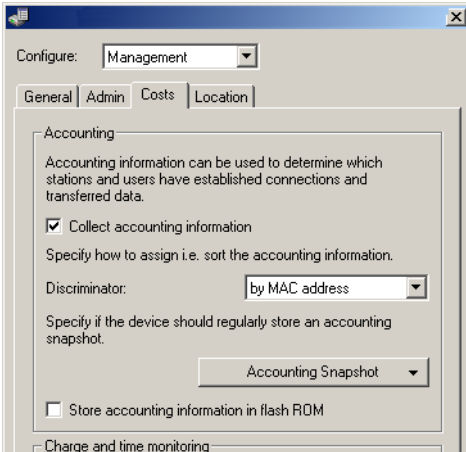 Configure: Management
General Admin Costs Location
Accounting
Accounting information can be used to determine which
stations and users have established connections and
transferred data.
Collect accounting information
Specify how to assign i.e. sort the accounting information.
Discriminator: by MAC address
Specify if the device should regularly store an accounting
snapshot.
Accounting Snapshot
Store accounting information in flash ROM
Charge and time monitoring